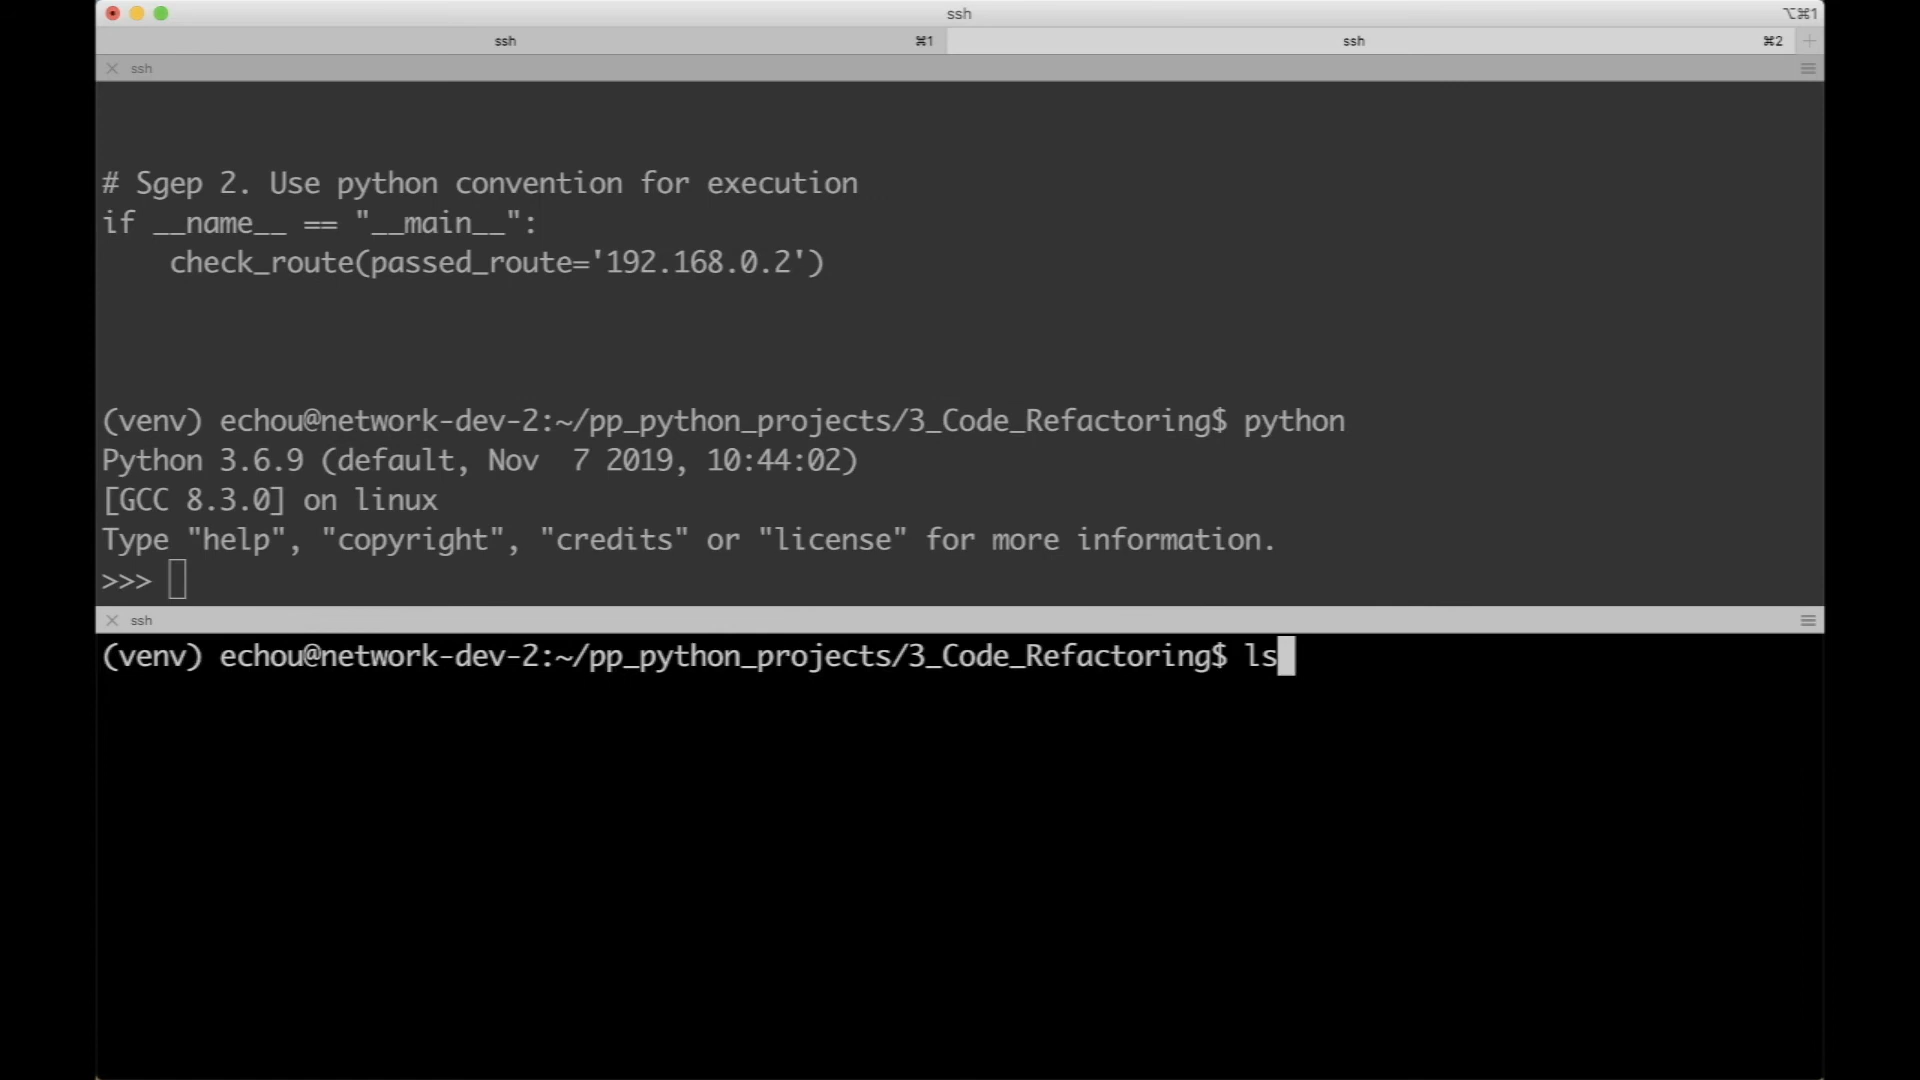 ssh
⌥⌘1
ssh ⌘1 ssh ⌘2 +
ssh
# Sgep 2. Use python convention for execution
if __name__ == "__main__":
    check_route(passed_route='192.168.0.2')
(venv) echou@network-dev-2:~/pp_python_projects/3_Code_Refactoring$ python
Python 3.6.9 (default, Nov  7 2019, 10:44:02)
[GCC 8.3.0] on linux
Type "help", "copyright", "credits" or "license" for more information.
>>>
ssh
(venv) echou@network-dev-2:~/pp_python_projects/3_Code_Refactoring$ ls